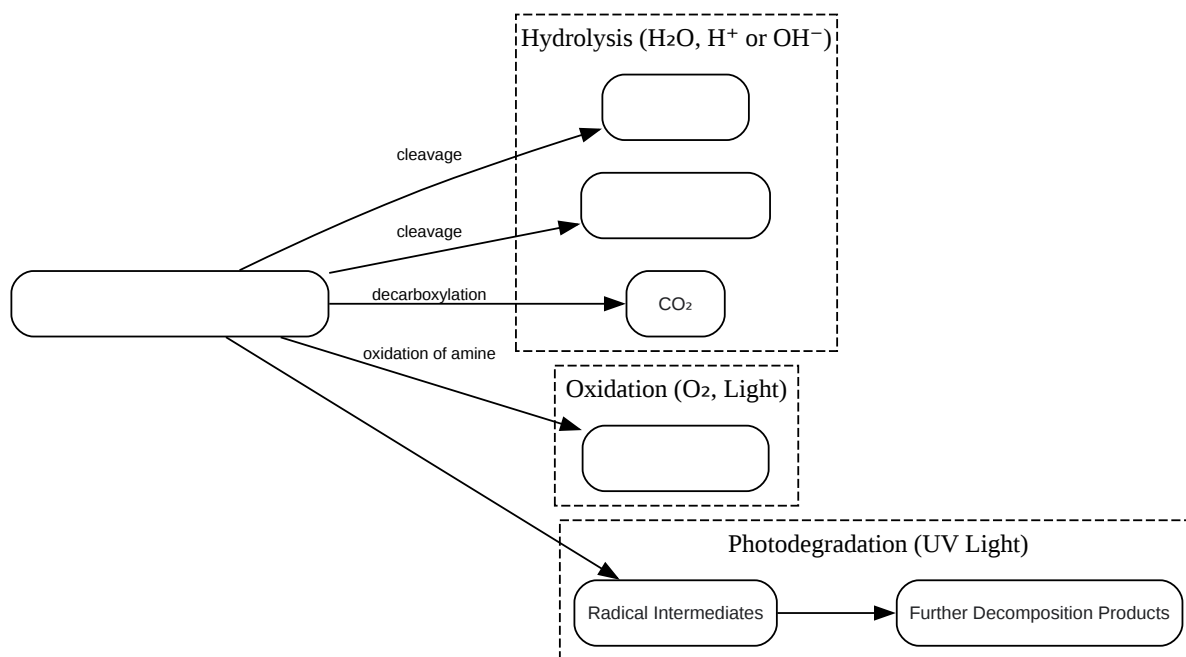 Hydrolysis (H₂O, H⁺ or OH⁻)
cleavage
cleavage
decarboxylation
CO₂
oxidation of amine
Oxidation (O₂, Light)
Photodegradation (UV Light)
Radical Intermediates
Further Decomposition Products